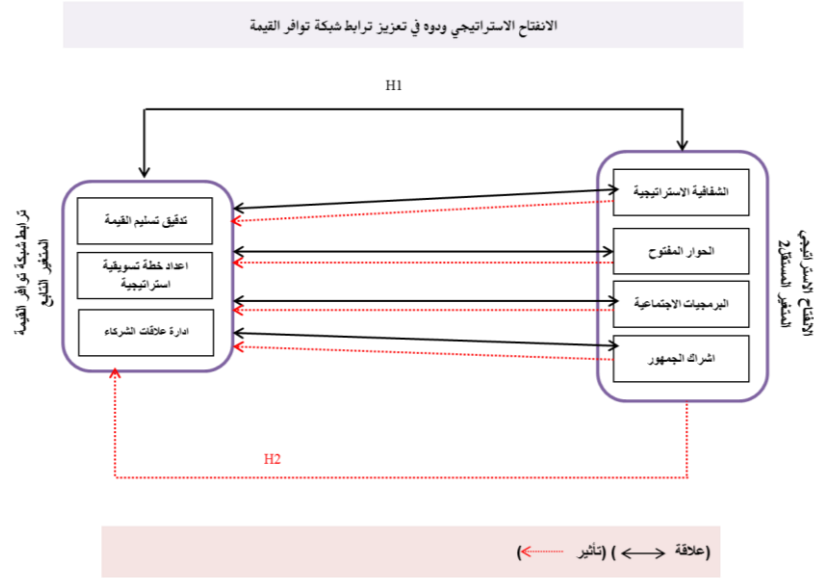 الانفتاح الاستراتيجي ودوه في تعزيز ترابط شبكة توافر القيمة
H1
الشفافية الاستراتيجية
الحوار المفتوح
البرمجيات الاجتماعية
اشراك الجمهور
الانفتاح الاستراتيجي
المتغير المستقل2
تدقيق تسليم القيمة
اعداد خطة تسويقية
استراتيجية
ادارة علاقات الشركاء
ترابط شبكة توافر القيمة
المتغير التابع
H2
(علاقة ) (تأثير )